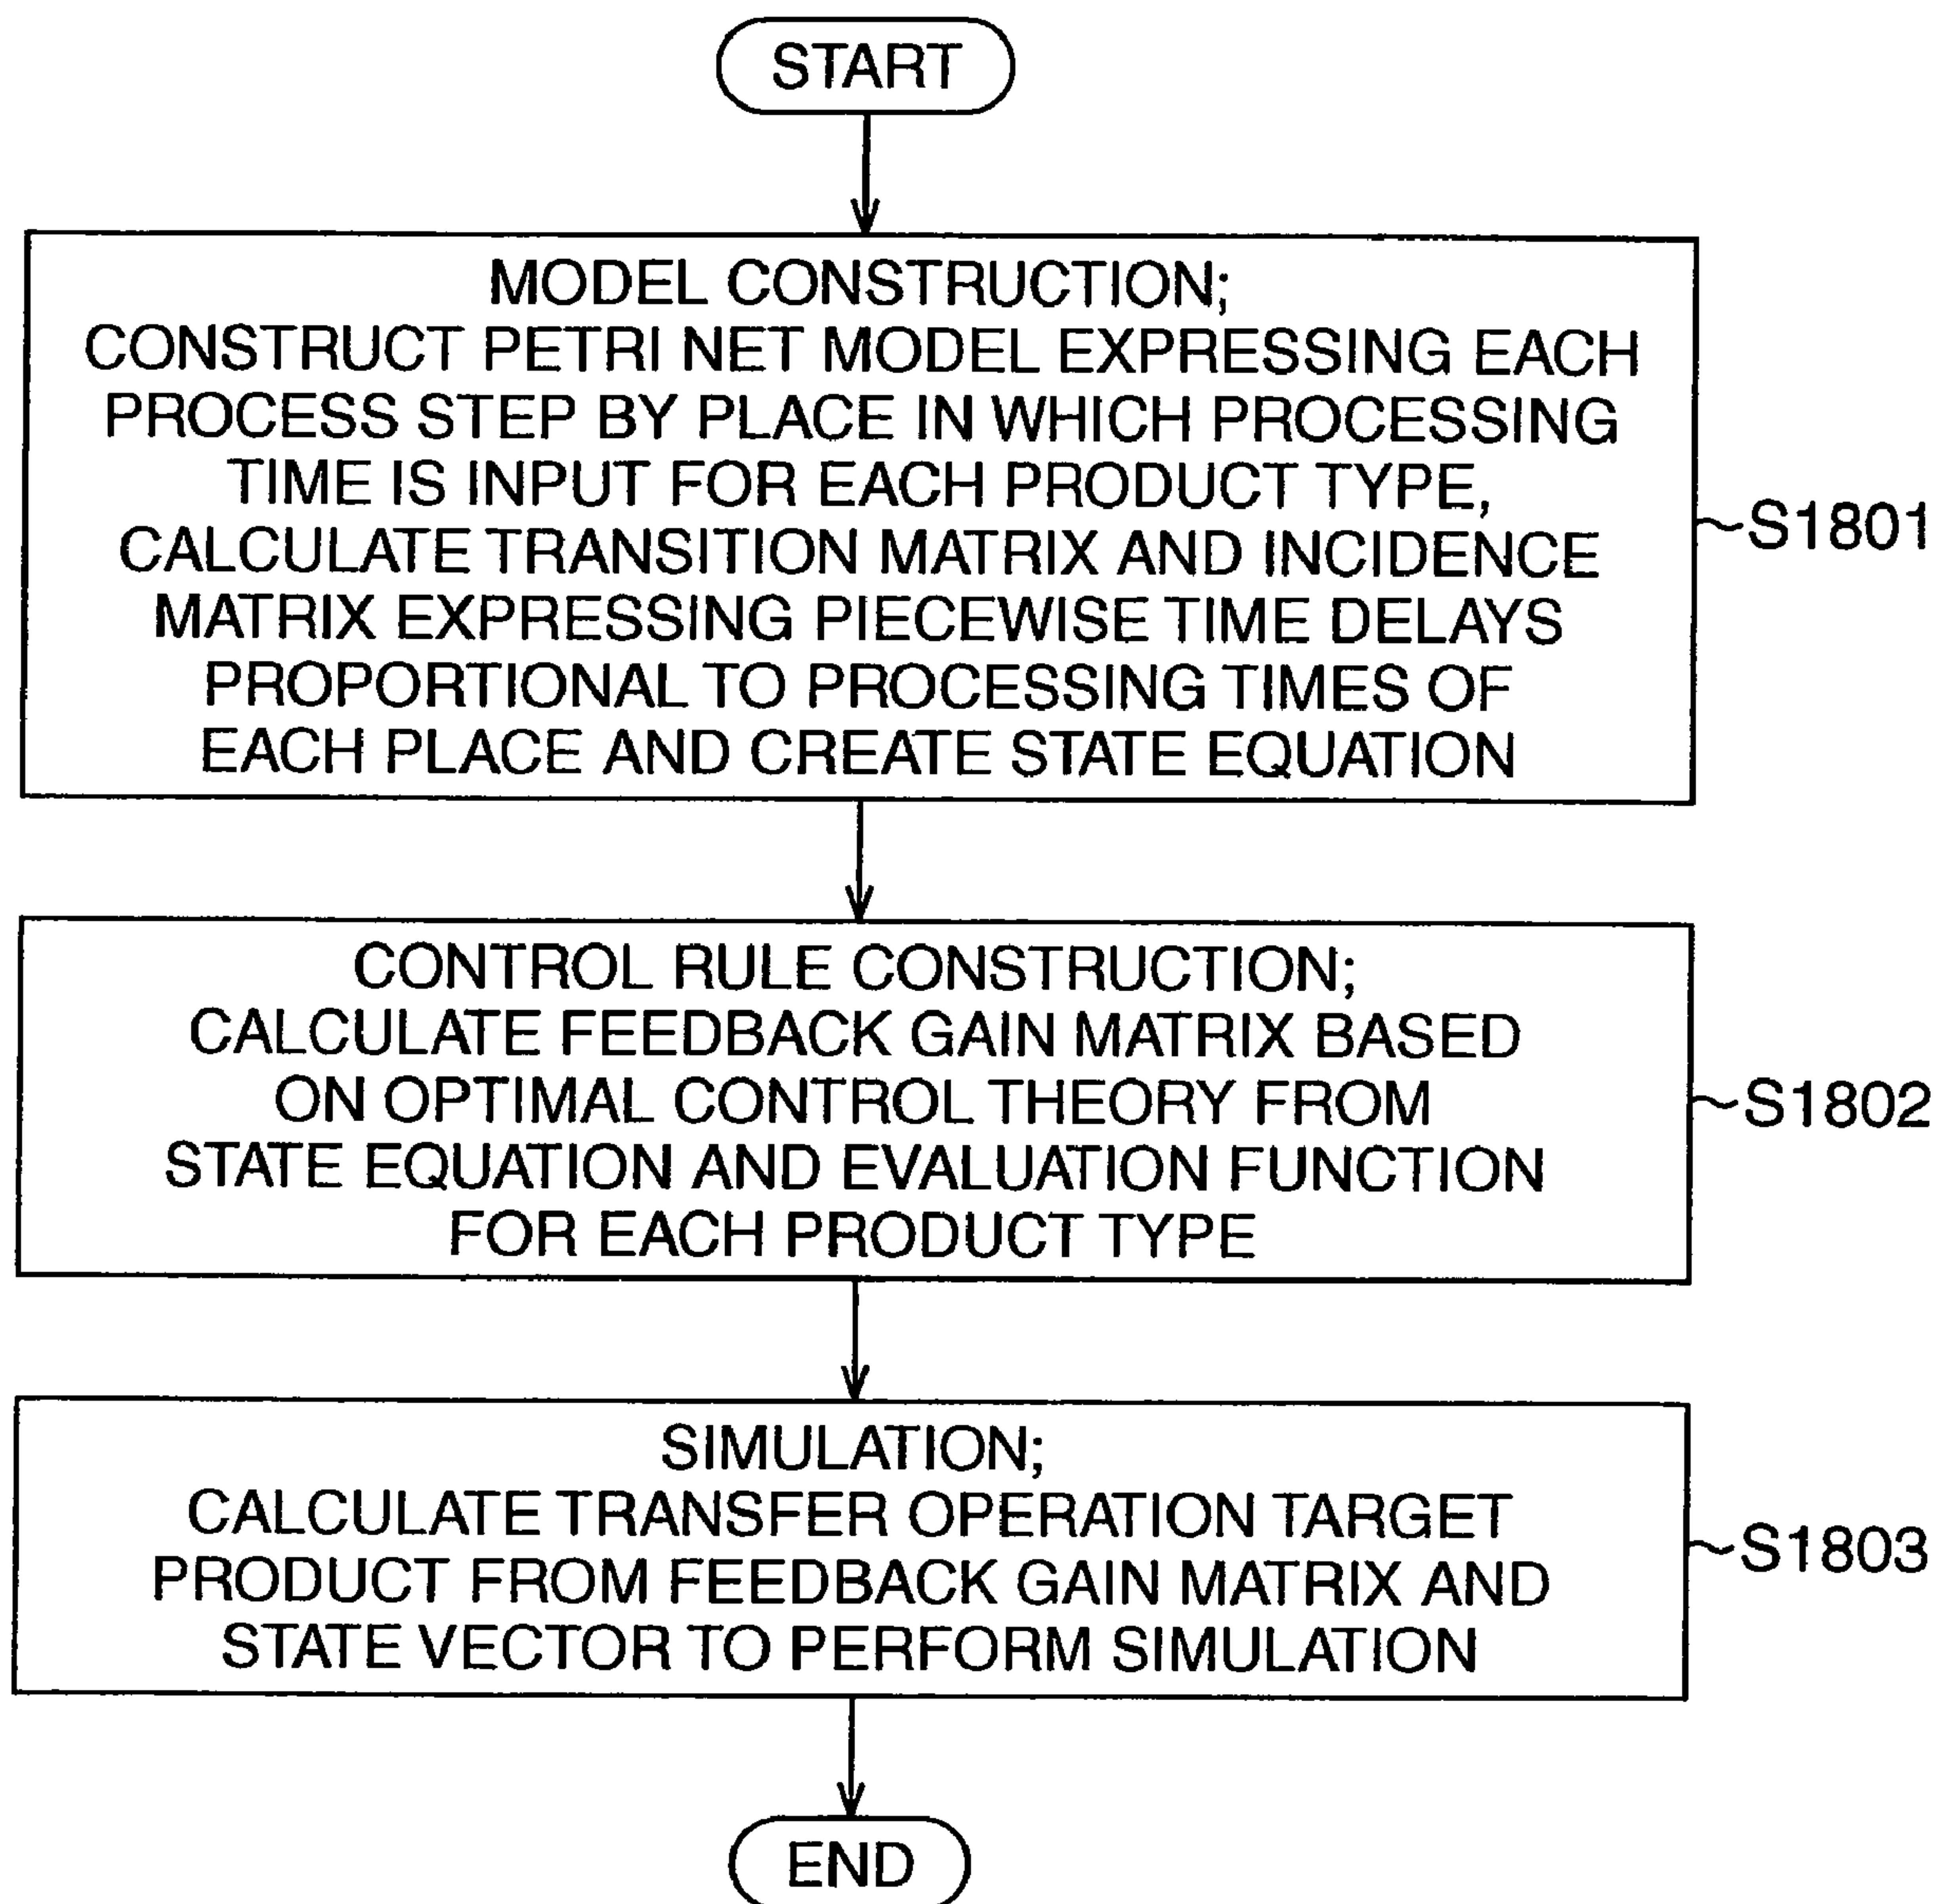 START
MODEL CONSTRUCTION;
CONSTRUCT PETRI NET MODEL EXPRESSING EACH
PROCESS STEP BY PLACE IN WHICH PROCESSING
TIME IS INPUT FOR EACH PRODUCT TYPE,
CALCULATE TRANSITION MATRIX AND INCIDENCE
MATRIX EXPRESSING PIECEWISE TIME DELAYS
PROPORTIONAL TO PROCESSING TIMES OF
EACH PLACE AND CREATE STATE EQUATION
S1801
CONTROL RULE CONSTRUCTION;
CALCULATE FEEDBACK GAIN MATRIX BASED
ON OPTIMAL CONTROL THEORY FROM
STATE EQUATION AND EVALUATION FUNCTION
FOR EACH PRODUCT TYPE
S1802
SIMULATION;
CALCULATE TRANSFER OPERATION TARGET
PRODUCT FROM FEEDBACK GAIN MATRIX AND
STATE VECTOR TO PERFORM SIMULATION
S1803
END